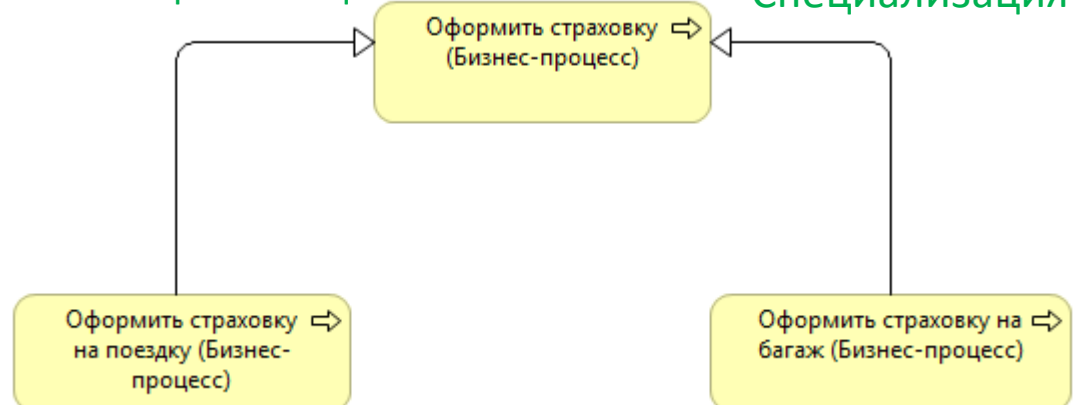 Специализация
Оформить страховку
(Бизнес-процесс)
Оформить страховку
на поездку (Бизнес-
процесс)
Оформить страховку на
багаж (Бизнес-процесс)